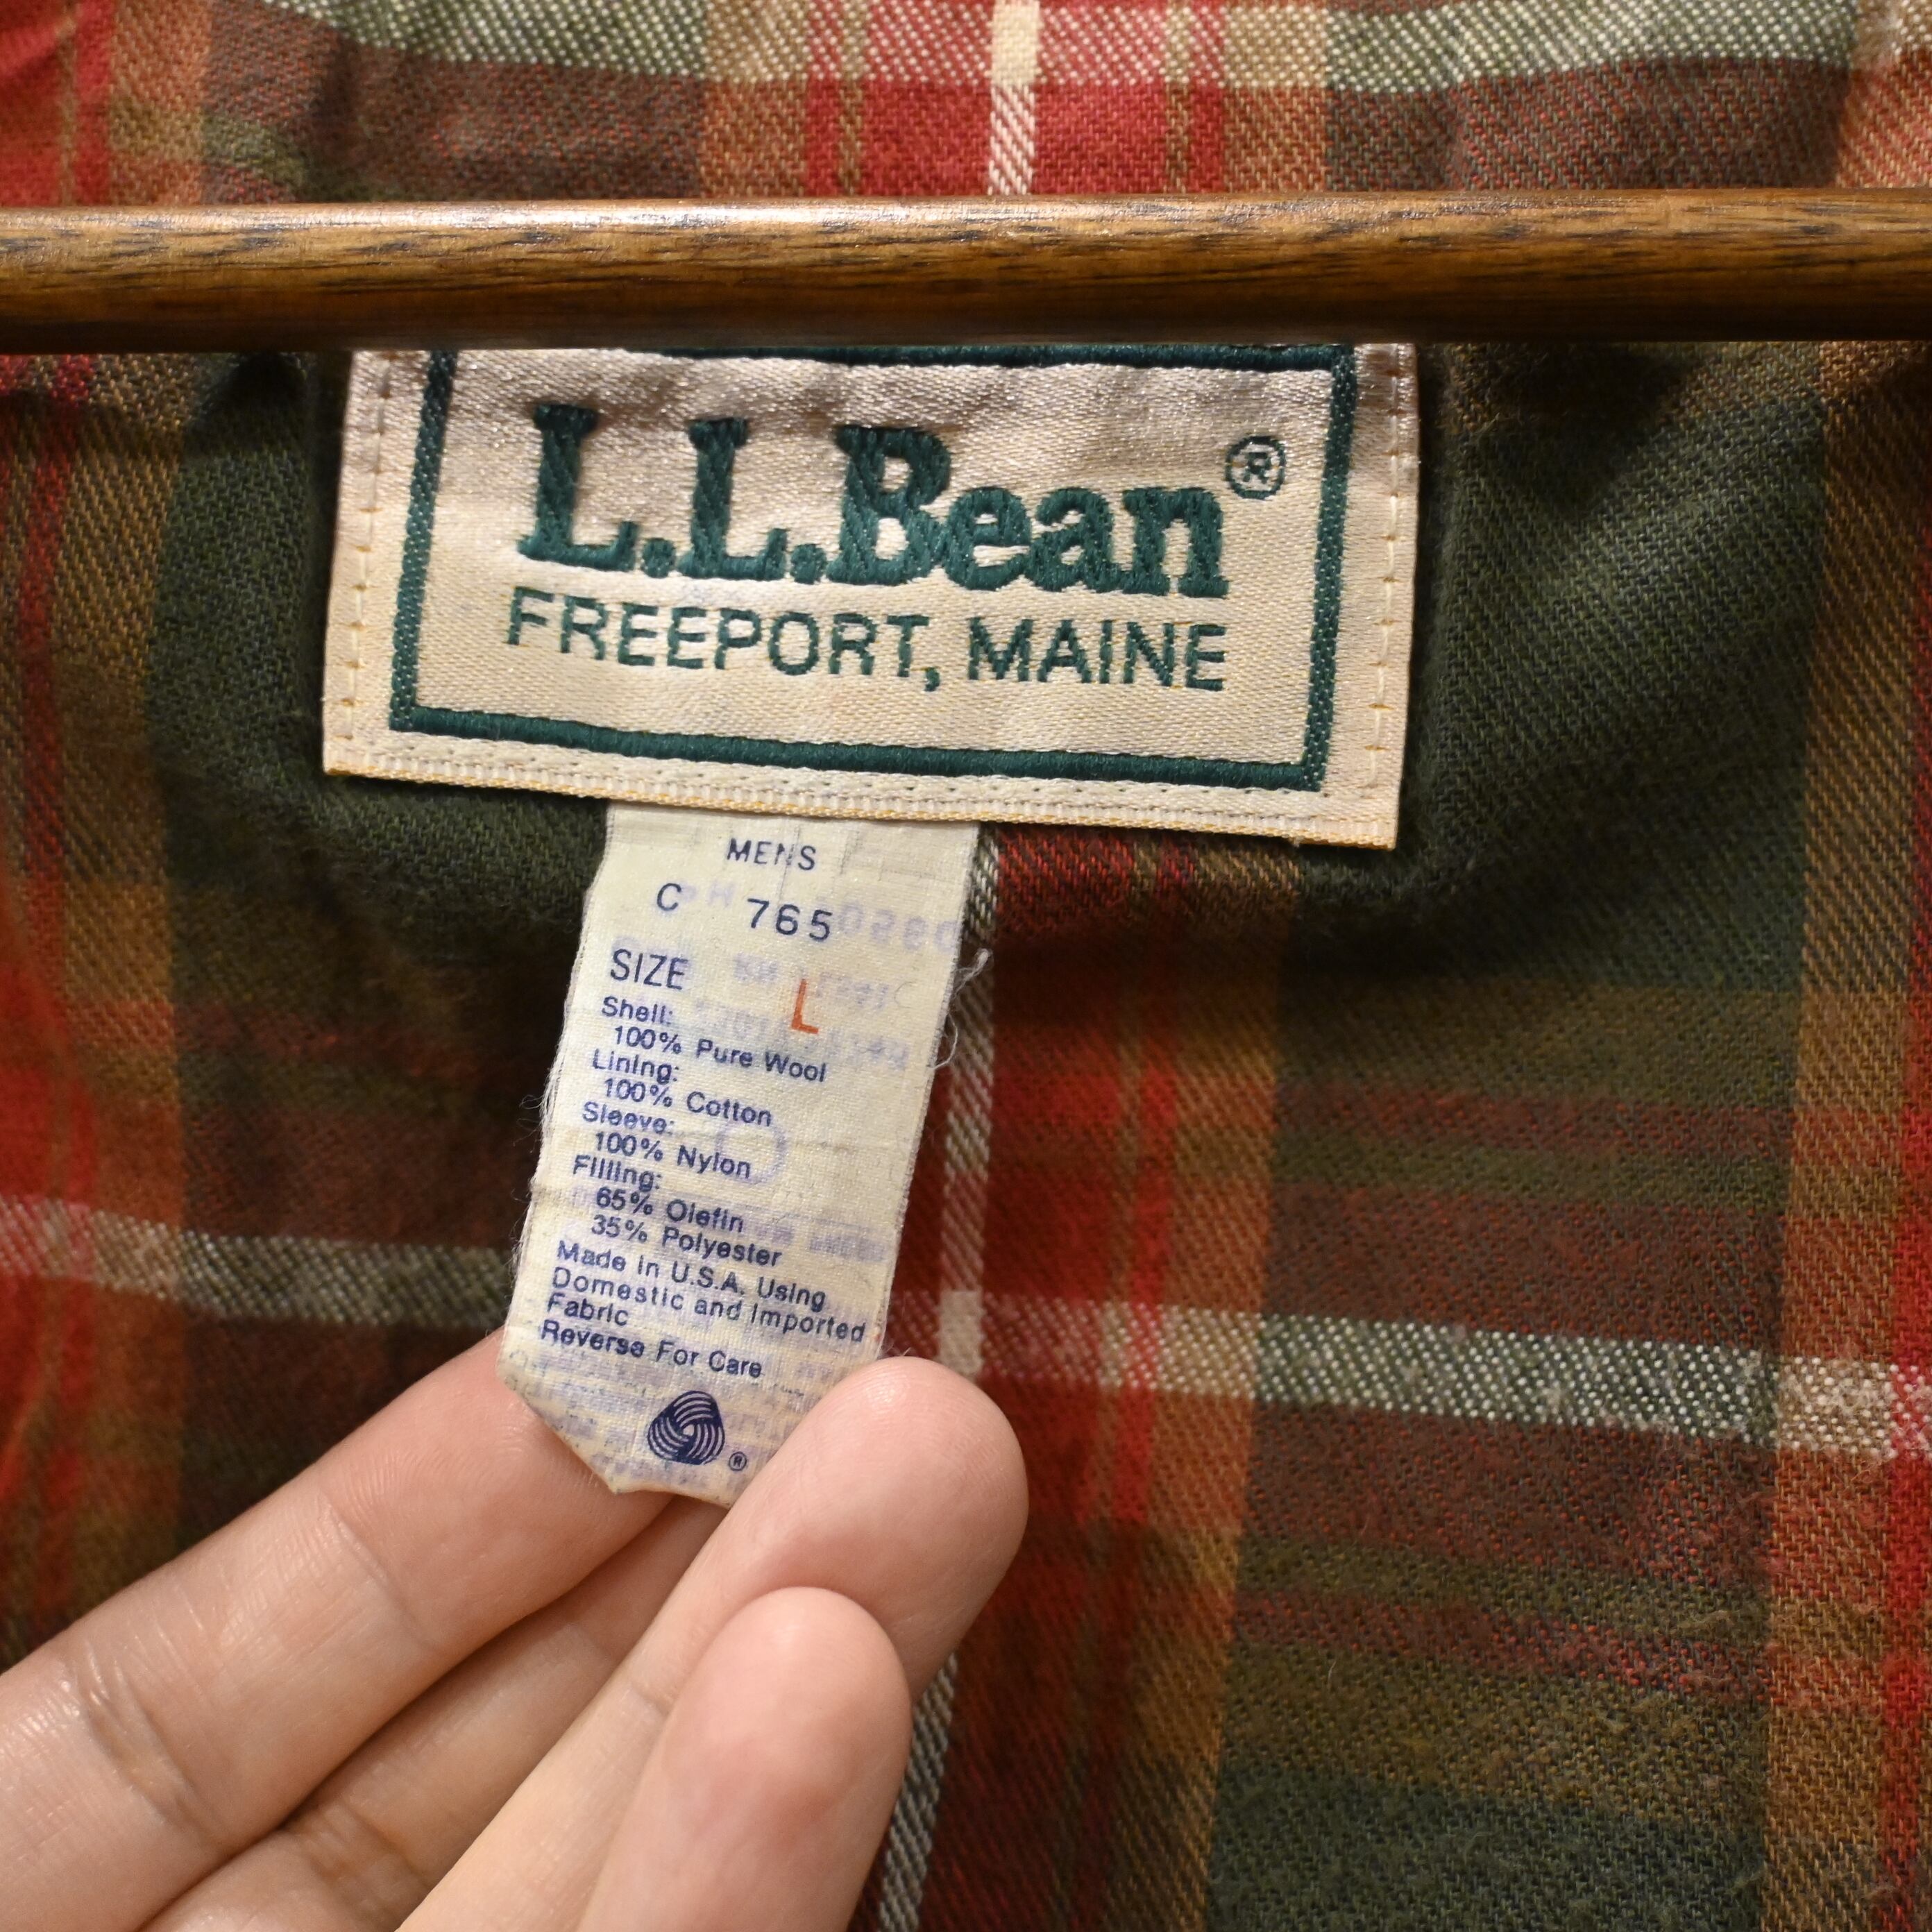 L.L.Bean®
FREEPORT, MAINE
MENS
C 765
SIZE L
Shell:
100% Pure Wool
Lining:
100% Cotton
Sleeve:
100% Nylon
Filling:
65% Olefin
35% Polyester
Made in U.S.A. Using
Domestic and Imported
Fabric
Reverse For Care
®